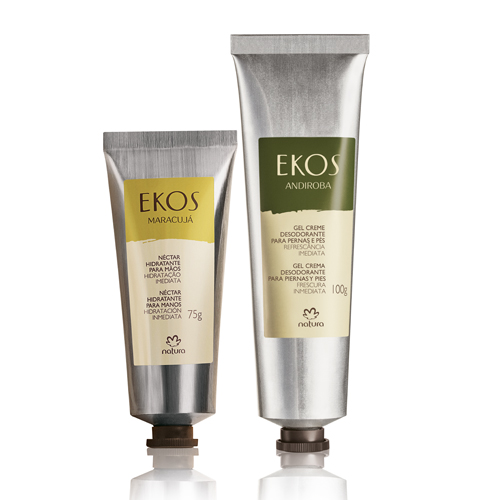 EKOS
MARACUJÁ
NÉCTAR
HIDRATANTE
PARA MÃOS
HIDRATAÇÃO
IMEDIATA
NÉCTAR
HIDRATANTE
PARA MANOS
HIDRATACIÓN
INMEDIATA
75g
natura
EKOS
ANDIROBA
GEL CREME
DESODORANTE
PARA PERNAS E PÉS
REFRESCÂNCIA
IMEDIATA
GEL CREMA
DESODORANTE
PARA PIERNAS Y PIES
FRESCURA
INMEDIATA
100g
natura